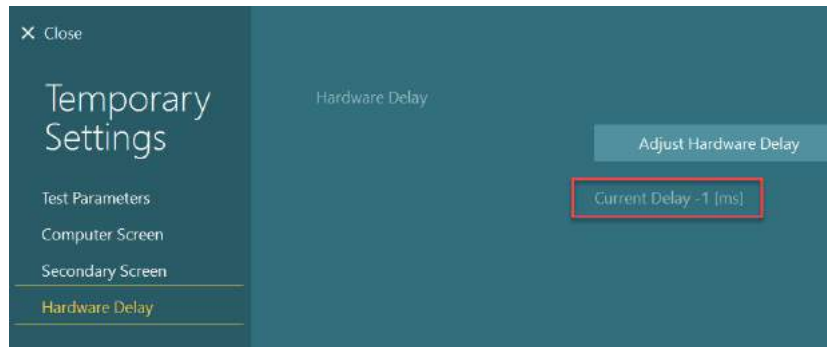 X Close
Temporary
Settings
Test Parameters
Computer Screen
Secondary Screen
Hardware Delay
Hardware Delay
Adjust Hardware Delay
Current Delay -1 [ms]